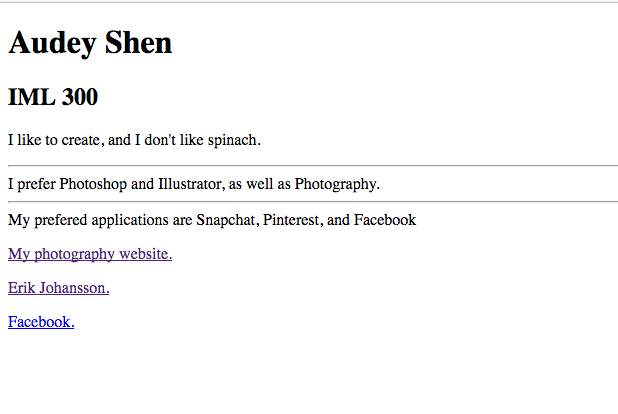 Audey Shen
IML 300
I like to create, and I don't like spinach.
I prefer Photoshop and Illustrator, as well as Photography.
My prefered applications are Snapchat, Pinterest, and Facebook
My photography website.
Erik Johansson.
Facebook.